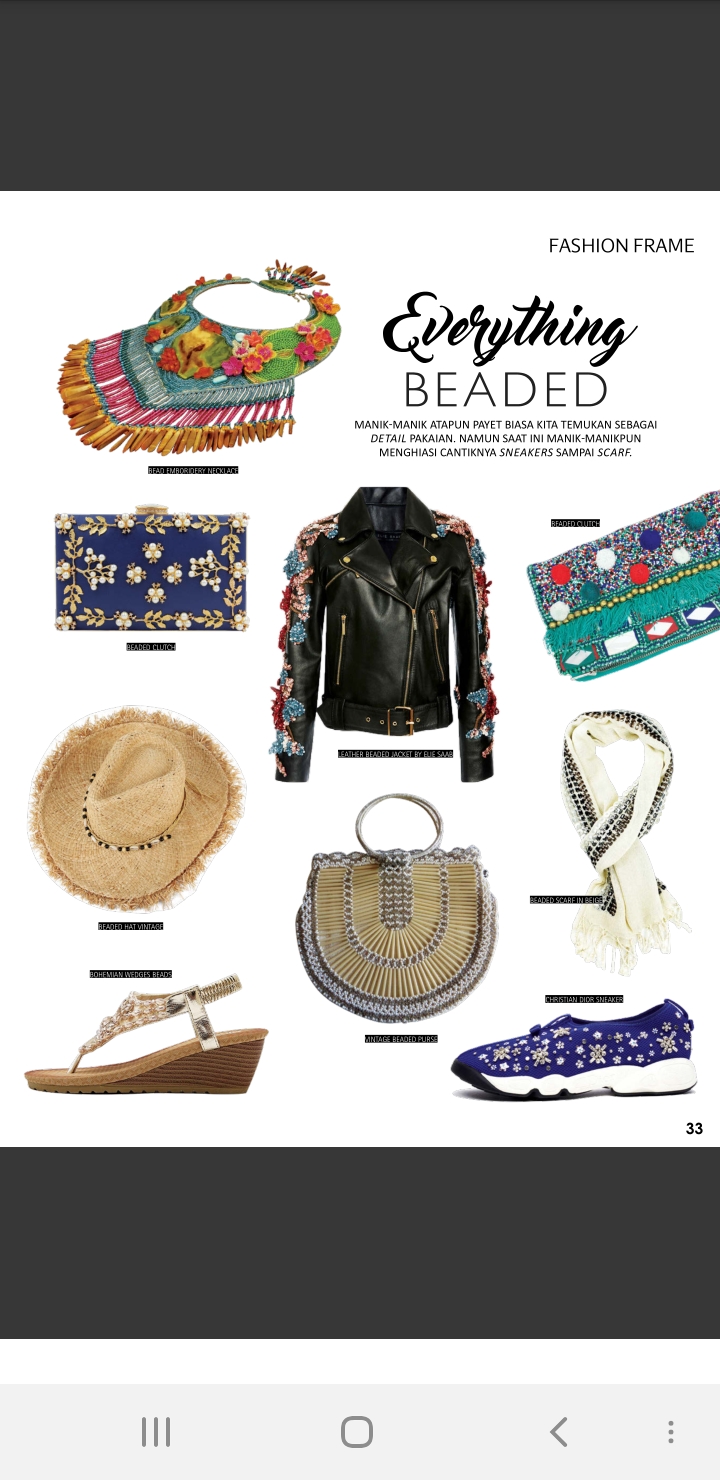 FASHION FRAME
Everything
BEADED
MANIK-MANIK ATAPUN PAYET BIASA KITA TEMUKAN SEBAGAI
DETAIL PAKAIAN. NAMUN SAAT INI MANIK-MANIKPUN
MENGHIASI CANTIKNYA SNEAKERS SAMPAI SCARF.
BEAD EMBORIDERY NECKLACE
BEADED CLUTCH
BEADED CLUTCH
LEATHER BEADED JACKET BY ELIE SAAB
BEADED HAT VINTAGE
BEADED SCARF IN BEIGE
BOHEMIAN WEDGES BEADS
VINTAGE BEADED PURSE
CHRISTIAN DIOR SNEAKER
33